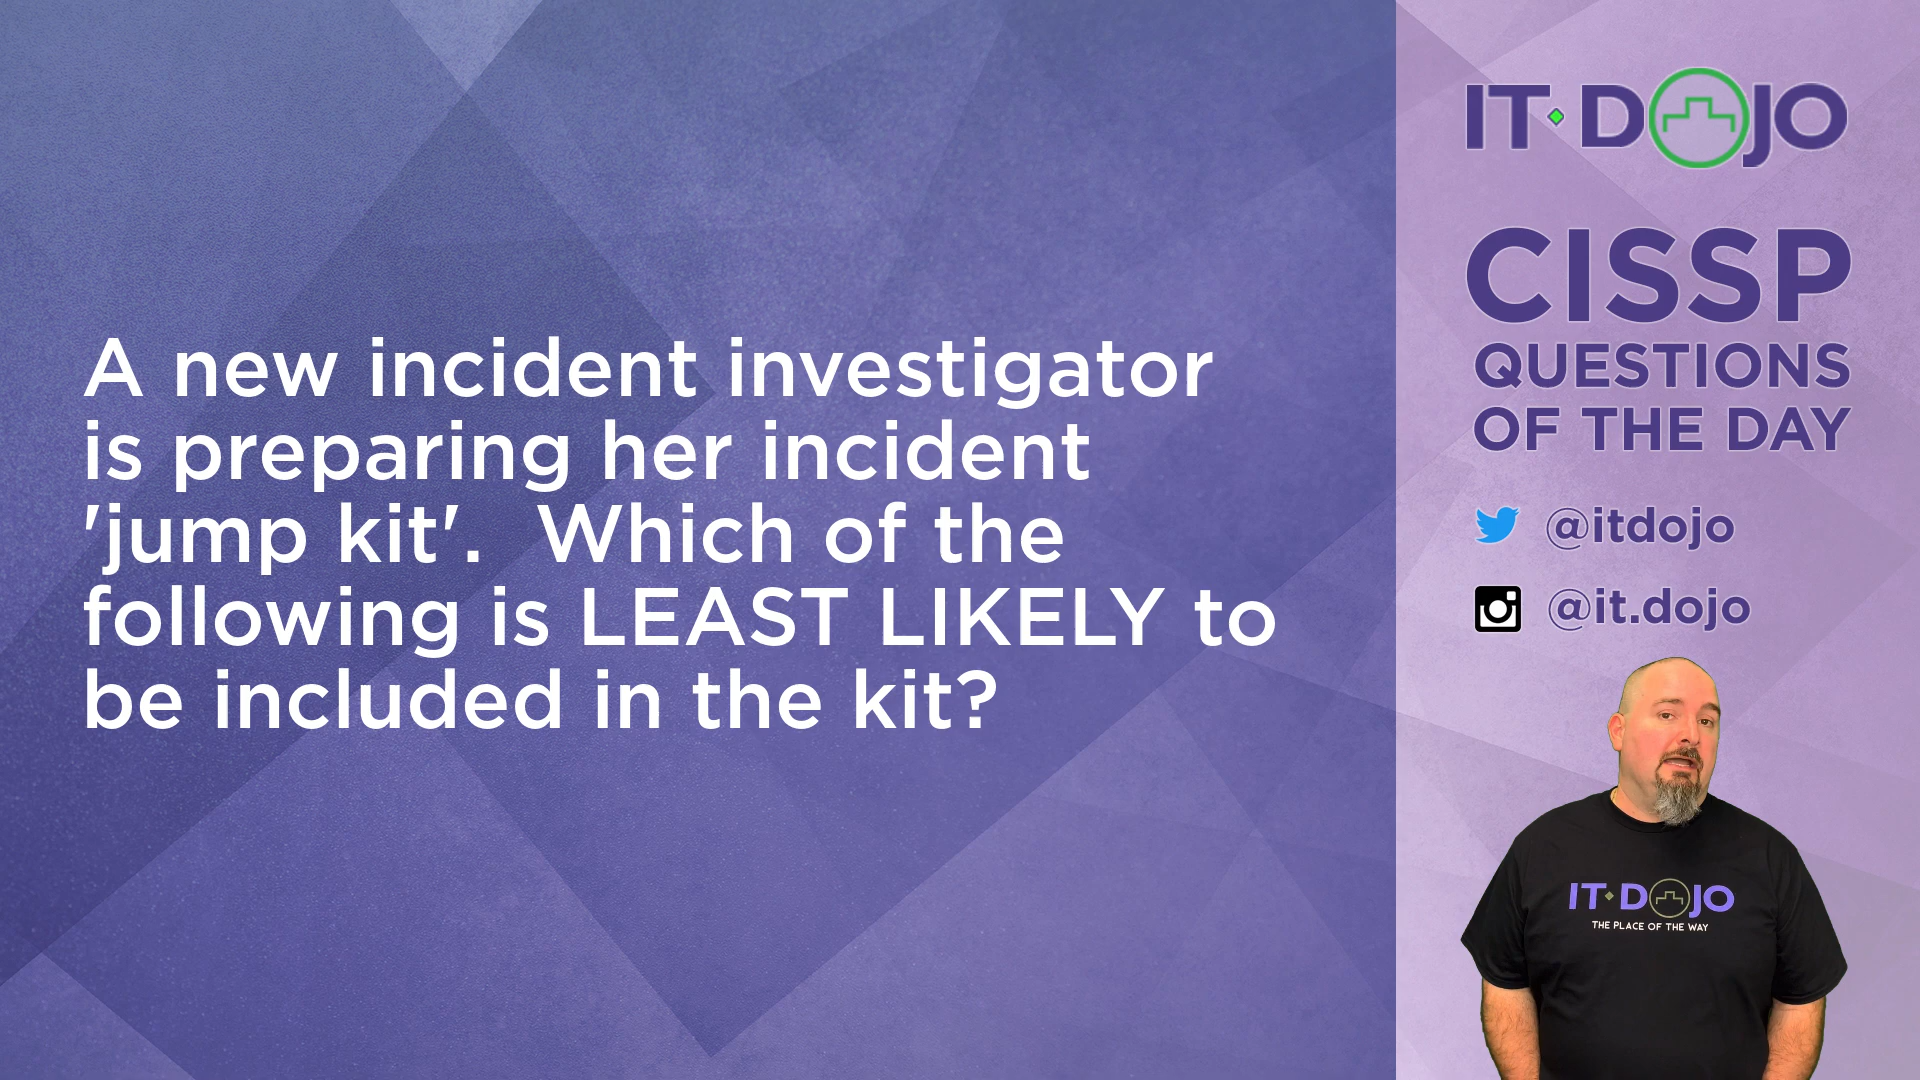 A new incident investigator
is preparing her incident
'jump kit'.  Which of the
following is LEAST LIKELY to
be included in the kit?
IT DOJO
CISSP
QUESTIONS
OF THE DAY
@itdojo
@it.dojo
IT DOJO
THE PLACE OF THE WAY